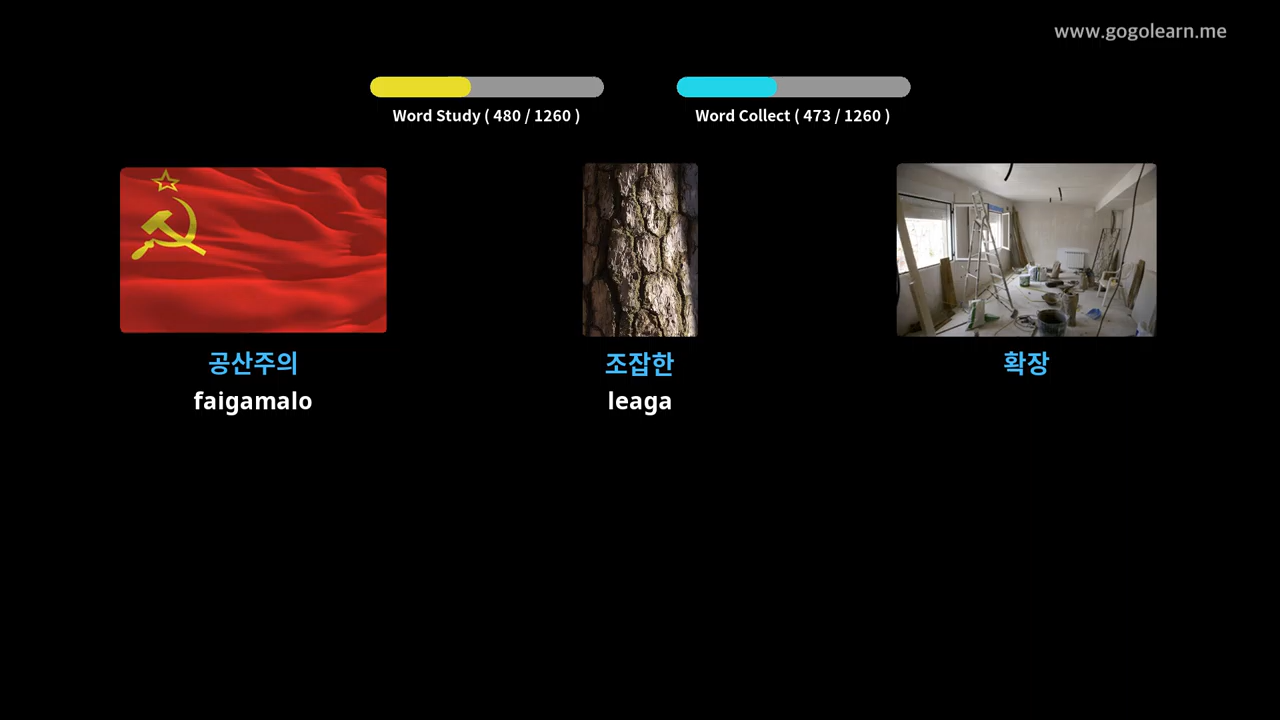 www.gogolearn.me
Word Study ( 480 / 1260 )
Word Collect ( 473 / 1260 )
공산주의
조잡한
확장
faigamalo
leaga